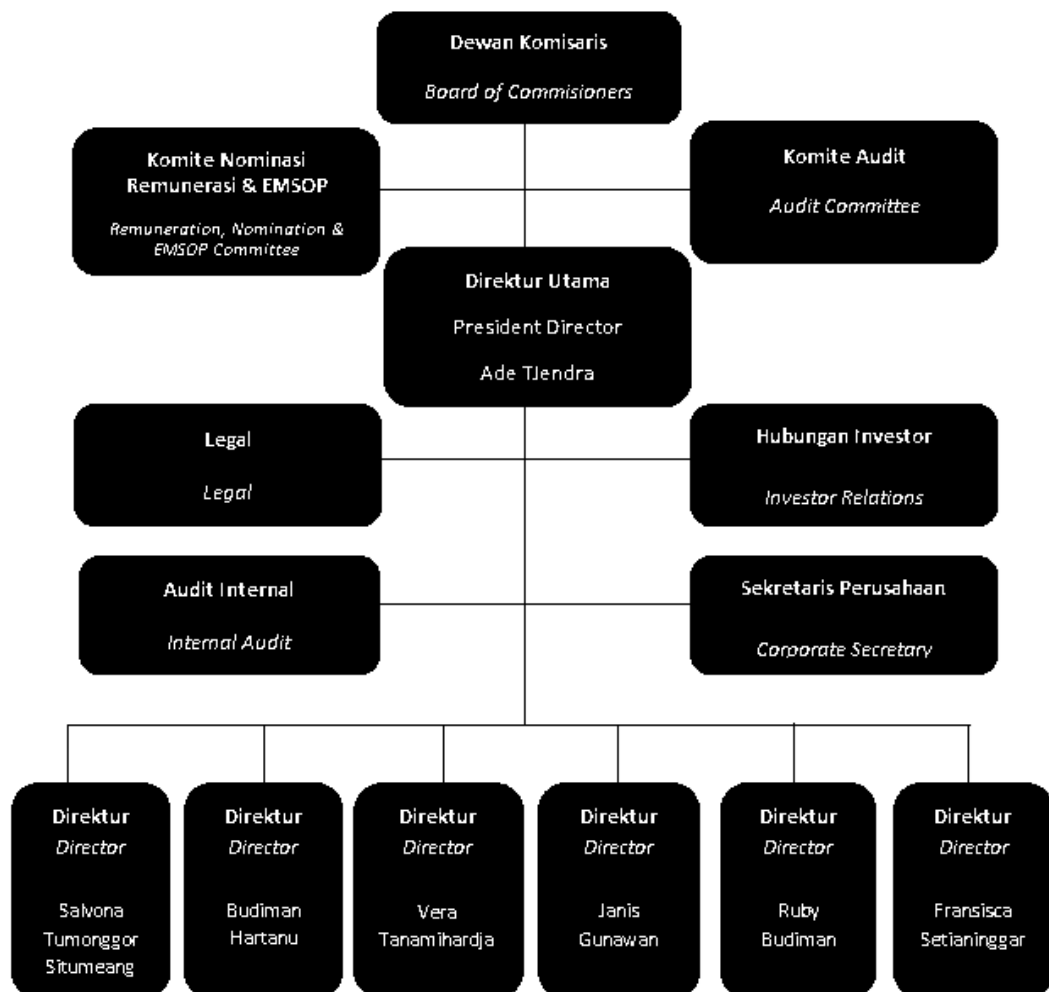 Dewan Komisaris
Board of Commisioners
Komite Nominasi
Remunerasi & EMSOP
Remuneration, Nomination &
EMSOP Committee
Komite Audit
Audit Committee
Direktur Utama
President Director
Ade TJendra
Legal
Legal
Hubungan Investor
Investor Relations
Audit Internal
Internal Audit
Sekretaris Perusahaan
Corporate Secretary
Direktur
Director
Salvona
Tumonggor
Situmeang
Direktur
Director
Budiman
Hartanu
Direktur
Director
Vera
Tanamihardja
Direktur
Director
Janis
Gunawan
Direktur
Director
Ruby
Budiman
Direktur
Director
Fransisca
Setianinggar